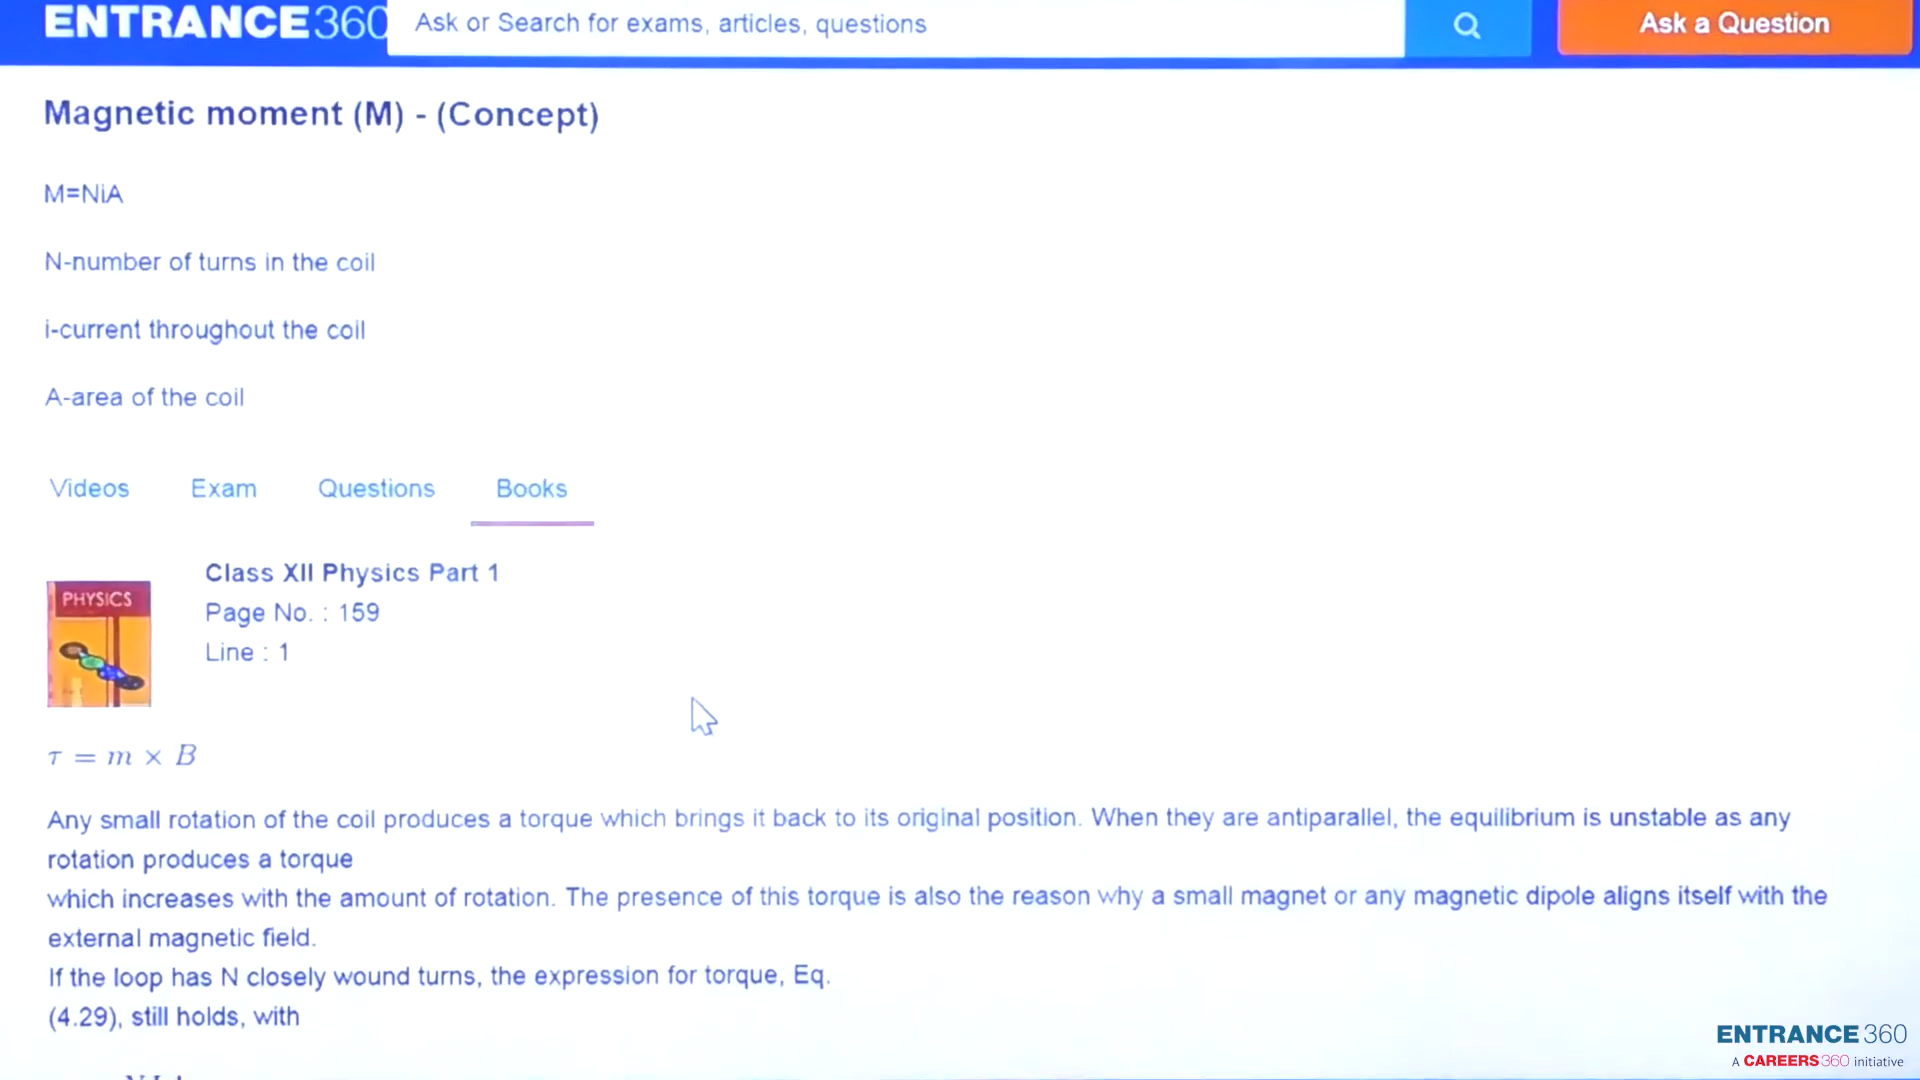 ENTRANCE360
Ask or Search for exams, articles, questions
Ask a Question
Magnetic moment (M) - (Concept)
M=NiA
N-number of turns in the coil
i-current throughout the coil
A-area of the coil
Videos Exam Questions Books
PHYSICS
Class XII Physics Part 1
Page No. : 159
Line : 1
τ = m × B
Any small rotation of the coil produces a torque which brings it back to its original position. When they are antiparallel, the equilibrium is unstable as any
rotation produces a torque
which increases with the amount of rotation. The presence of this torque is also the reason why a small magnet or any magnetic dipole aligns itself with the
external magnetic field.
If the loop has N closely wound turns, the expression for torque, Eq.
(4.29), still holds, with
ENTRANCE360
A CAREERS360 initiative